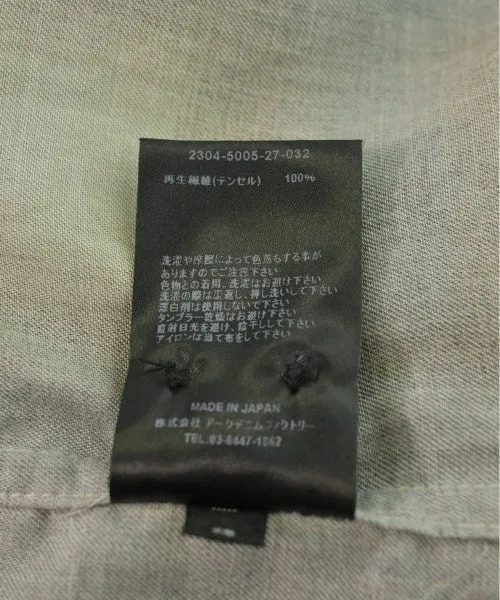 2304-5005-27-032
再生繊維(テンセル) 100%
洗濯や摩擦によって色落ちする事が
ありますのでご注意下さい
色物との着用、洗濯はお避け下さい
洗濯の際は裏返し、押し洗いして下さい
蛍白剤は使用しないで下さい
タンブラー乾燥はお避け下さい
直射日光を避け、陰干しして下さい
アイロンは当て布をして下さい
MADE IN JAPAN
株式会社 アークデニムファクトリー
TEL:03-6447-1862